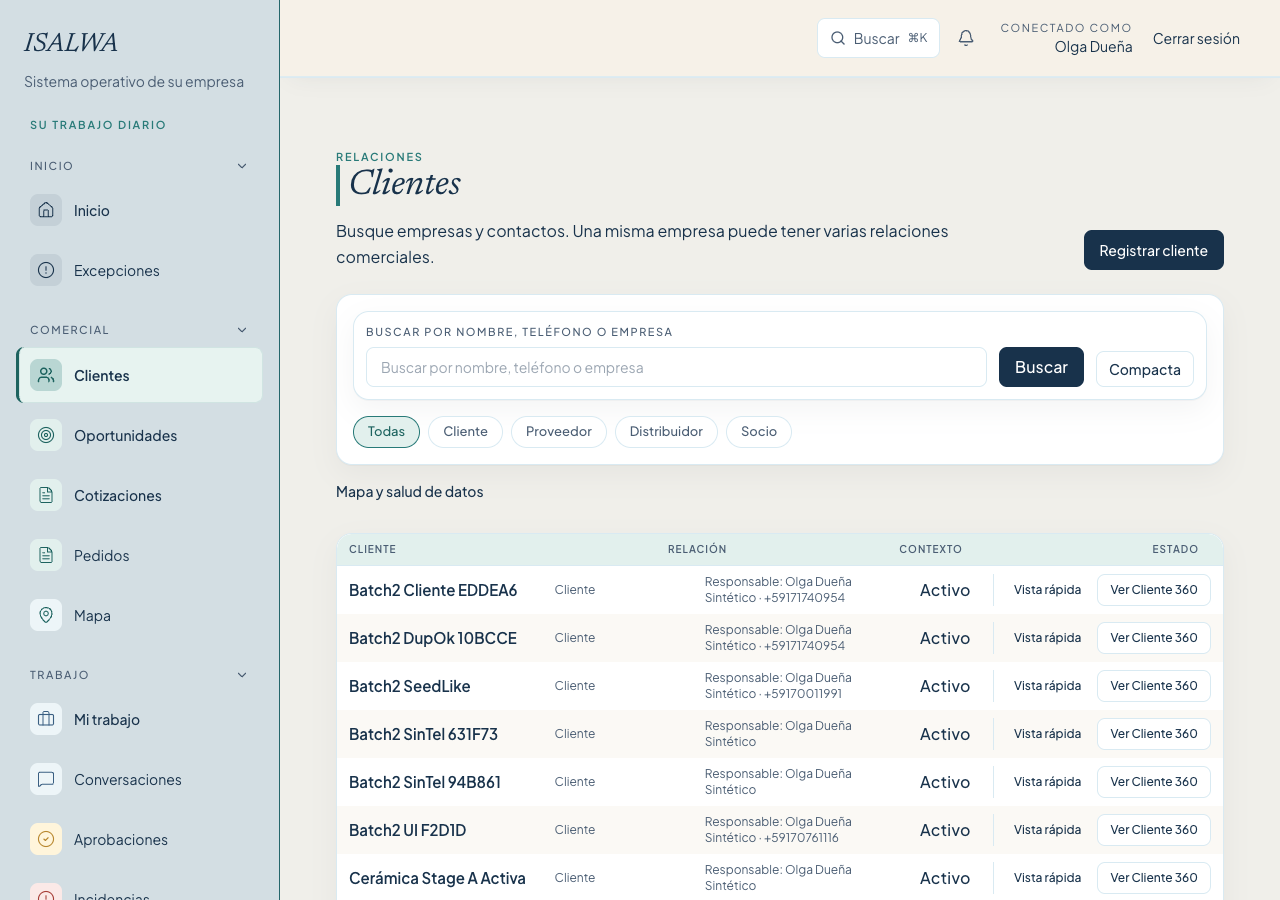 ISALWA
Sistema operativo de su empresa
SU TRABAJO DIARIO
INICIO
Inicio
Excepciones
COMERCIAL
Clientes
Oportunidades
Cotizaciones
Pedidos
Mapa
TRABAJO
Mi trabajo
Conversaciones
Aprobaciones
Incidencias
Buscar ⌘K
CONECTADO COMO
Olga Dueña
Cerrar sesión
RELACIONES
Clientes
Busque empresas y contactos. Una misma empresa puede tener varias relaciones
comerciales.
Registrar cliente
BUSCAR POR NOMBRE, TELÉFONO O EMPRESA
Buscar por nombre, teléfono o empresa
Buscar
Compacta
Todas Cliente Proveedor Distribuidor Socio
Mapa y salud de datos
CLIENTE RELACIÓN CONTEXTO ESTADO
Batch2 Cliente EDDEA6 Cliente Responsable: Olga Dueña Activo Vista rápida Ver Cliente 360
Sintético · +59171740954
Batch2 DupOk 10BCCE Cliente Responsable: Olga Dueña Activo Vista rápida Ver Cliente 360
Sintético · +59171740954
Batch2 SeedLike Cliente Responsable: Olga Dueña Activo Vista rápida Ver Cliente 360
Sintético · +59170011991
Batch2 SinTel 631F73 Cliente Responsable: Olga Dueña Activo Vista rápida Ver Cliente 360
Sintético
Batch2 SinTel 94B861 Cliente Responsable: Olga Dueña Activo Vista rápida Ver Cliente 360
Sintético
Batch2 UI F2D1D Cliente Responsable: Olga Dueña Activo Vista rápida Ver Cliente 360
Sintético · +59170761116
Cerámica Stage A Activa Cliente Responsable: Olga Dueña Activo Vista rápida Ver Cliente 360
Sintético